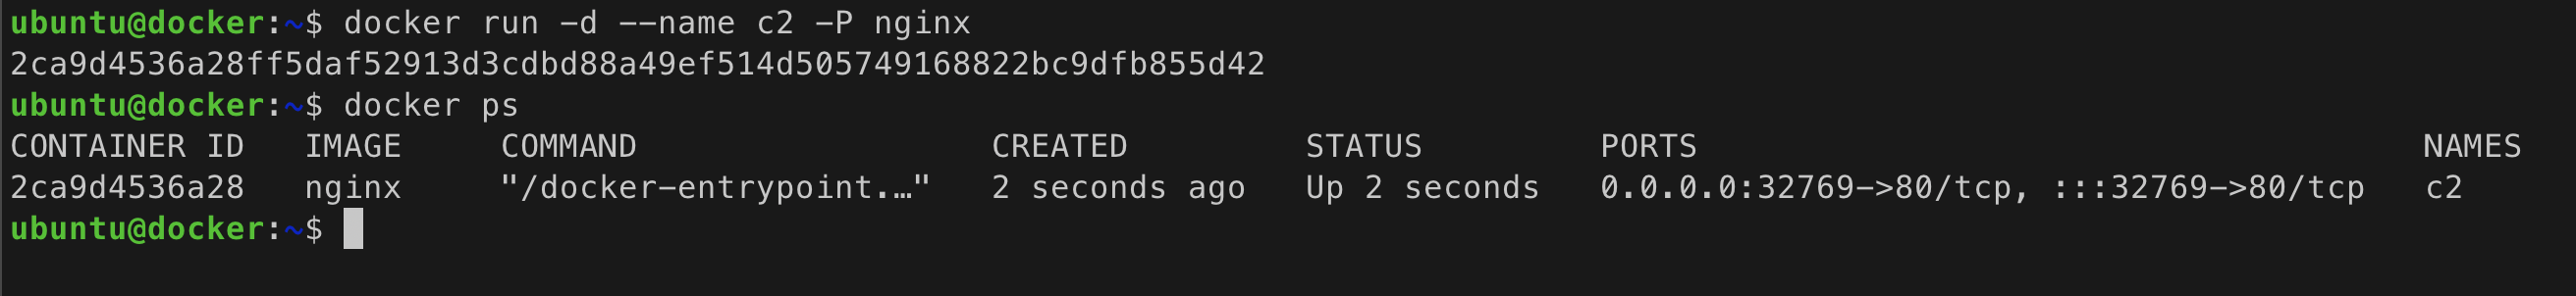 ubuntu@docker:~$ docker run -d --name c2 -P nginx
2ca9d4536a28ff5daf52913d3cdbd88a49ef514d505749168822bc9dfb855d42
ubuntu@docker:~$ docker ps
CONTAINER ID   IMAGE     COMMAND                  CREATED         STATUS         PORTS                                     NAMES
2ca9d4536a28   nginx     "/docker-entrypoint.…"   2 seconds ago   Up 2 seconds   0.0.0.0:32769->80/tcp, :::32769->80/tcp   c2
ubuntu@docker:~$